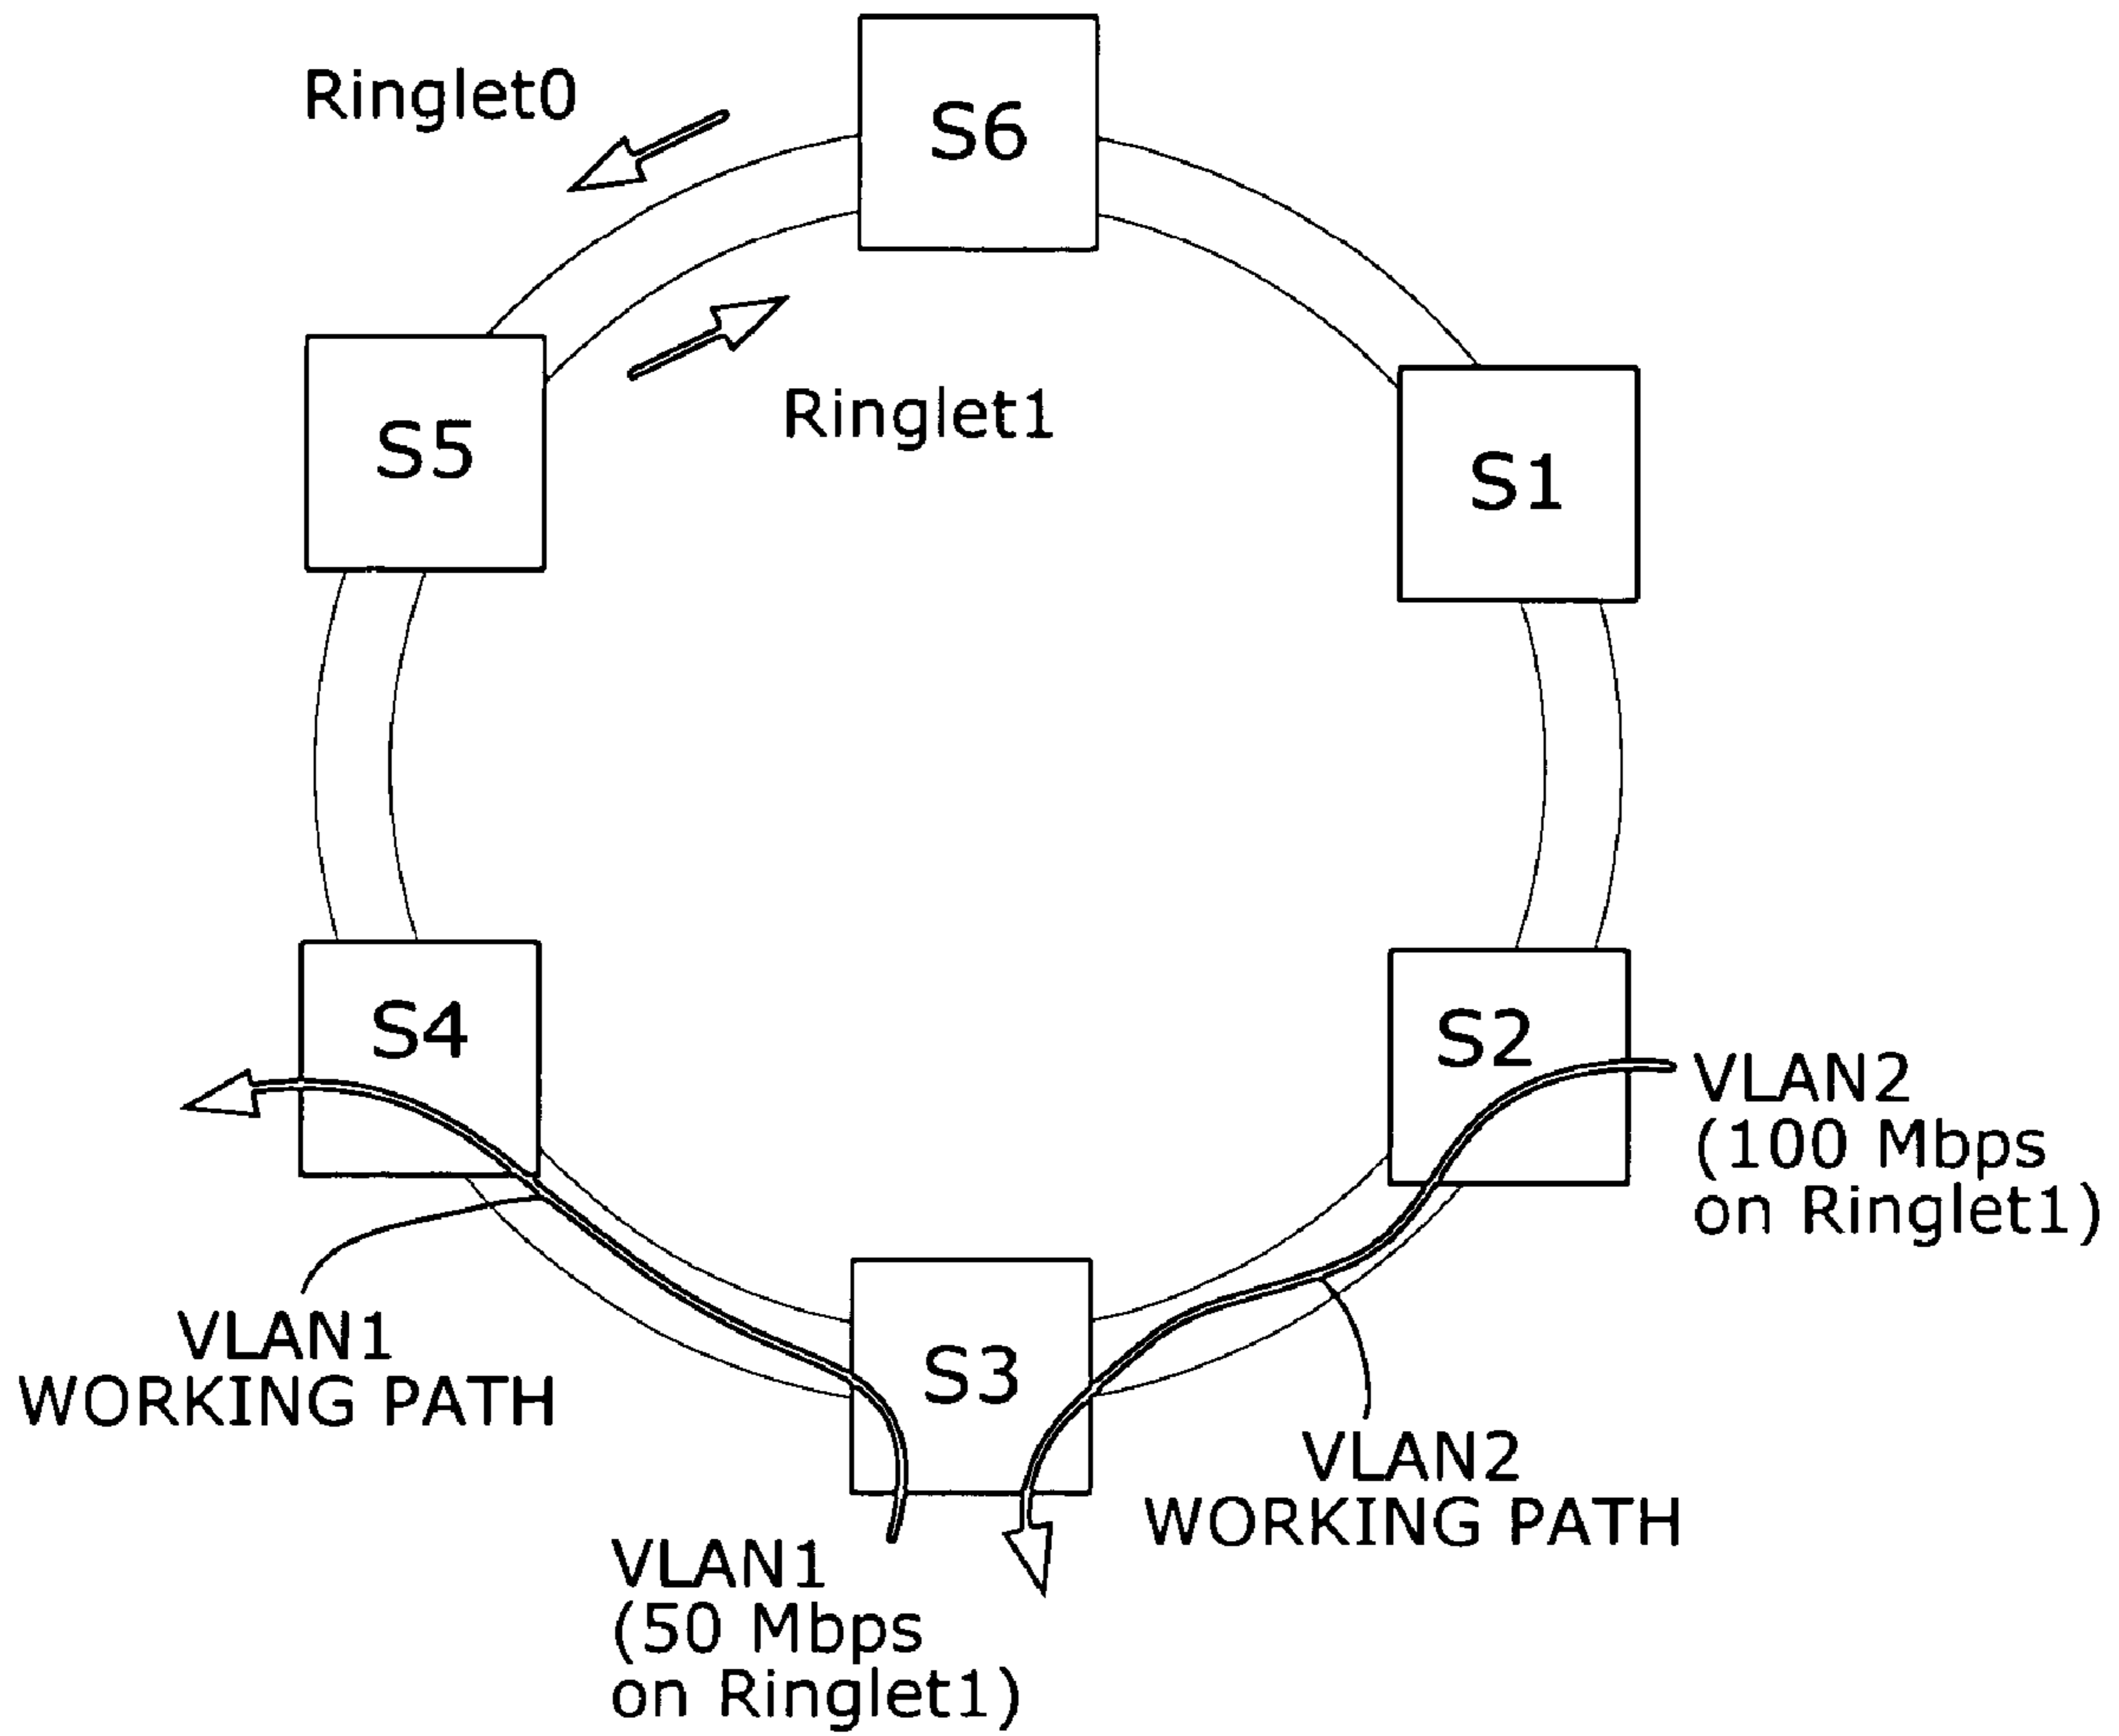 Ringlet0
S6
Ringlet1
S5
S1
S4
S2
VLAN2
(100 Mbps
on Ringlet1)
S3
VLAN1
WORKING PATH
VLAN2
WORKING PATH
VLAN1
(50 Mbps
on Ringlet1)